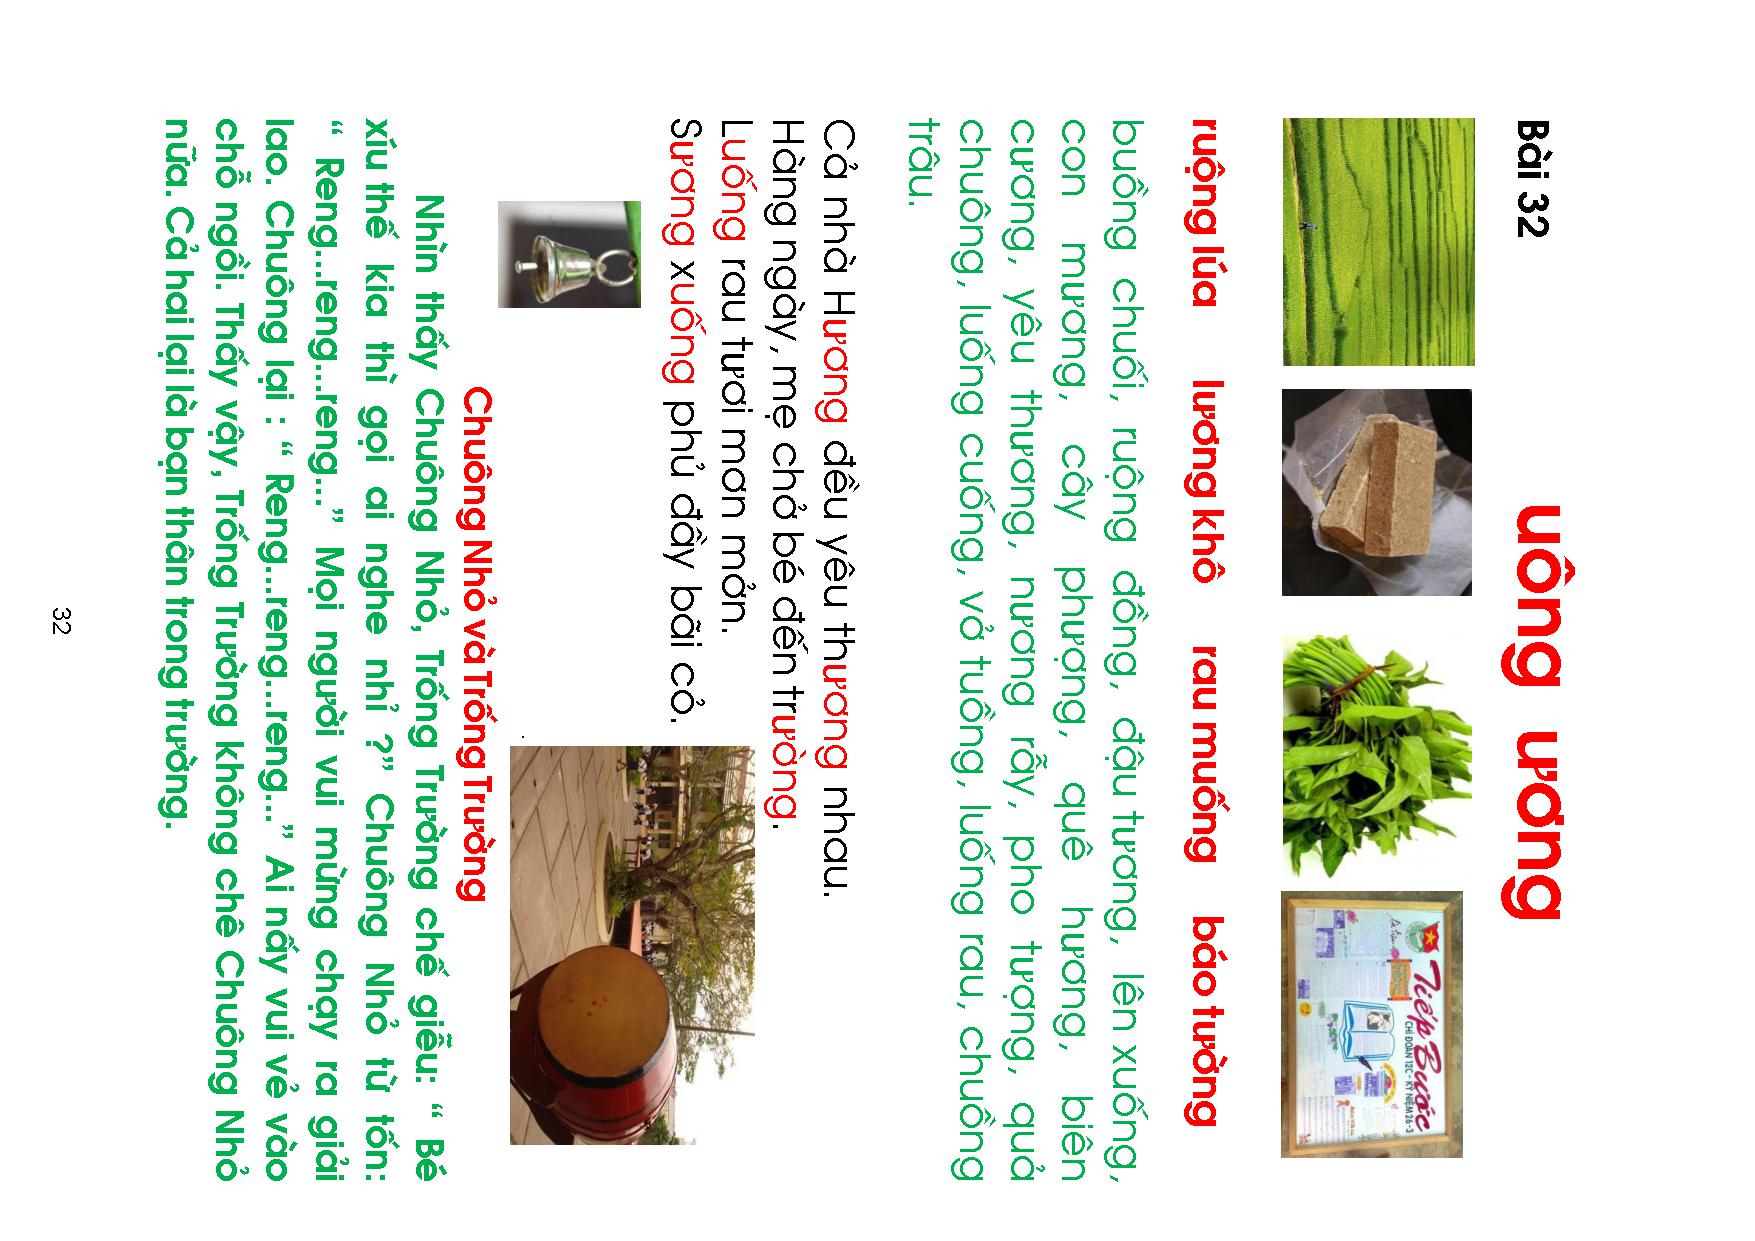 Bài 32 uông ương
Tiếp Bước
CHI ĐOÀN 12C - KỶ NIỆM 26-3
ruộng lúa lương khô rau muống báo tường
buồng chuối, ruộng đồng, đậu tương, lên xuống,
con mương, cây phượng, quê hương, biên
cương, yêu thương, nương rẫy, pho tượng, quả
chuông, luống cuống, vở tuồng, luống rau, chuồng
trâu.
Cả nhà Hương đều yêu thương nhau.
Hàng ngày, mẹ chở bé đến trường.
Luống rau tươi mơn mởn.
Sương xuống phủ đầy bãi cỏ.
Chuông Nhỏ và Trống Trường
Nhìn thấy Chuông Nhỏ, Trống Trường chế giễu: “ Bé
xíu thế kia thì gọi ai nghe nhỉ ?” Chuông Nhỏ từ tốn:
“ Reng...reng...reng...” Mọi người vui mừng chạy ra giải
lao. Chuông lại : “ Reng...reng...reng...” Ai nấy vui vẻ vào
chỗ ngồi. Thấy vậy, Trống Trường không chê Chuông Nhỏ
nữa. Cả hai lại là bạn thân trong trường.
32